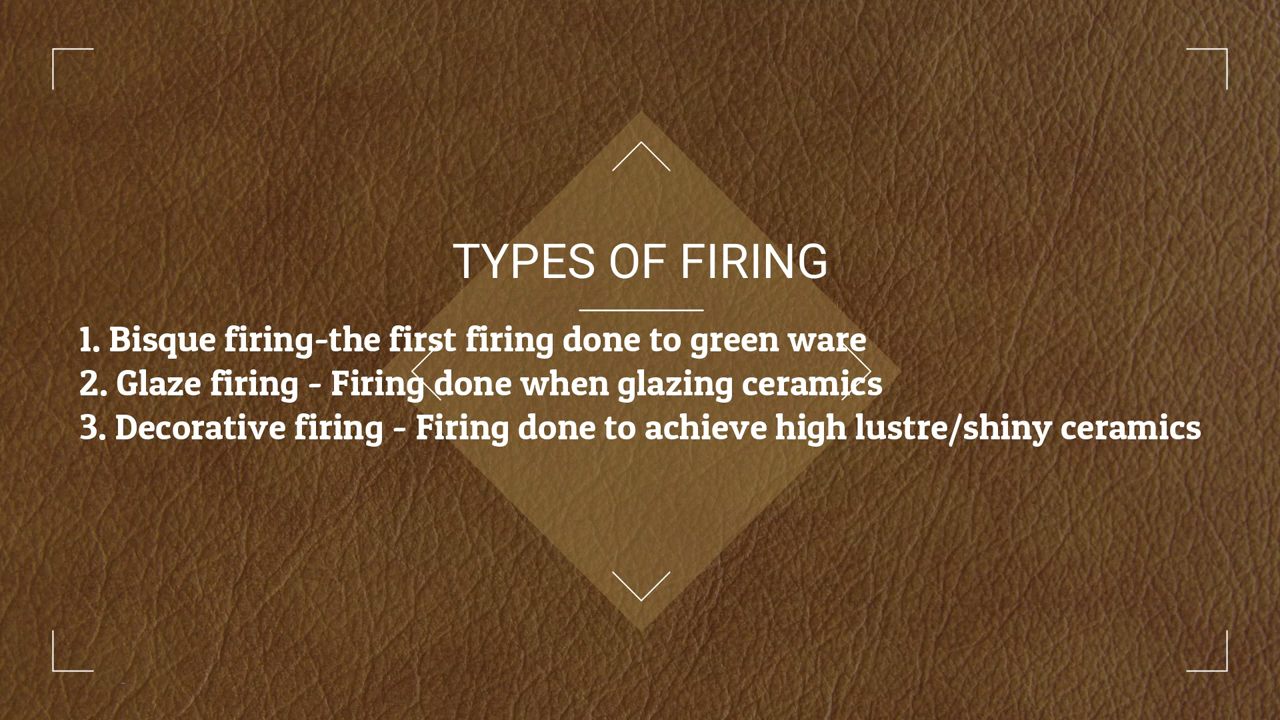 TYPES OF FIRING
1. Bisque firing-the first firing done to green ware
2. Glaze firing - Firing done when glazing ceramics
3. Decorative firing - Firing done to achieve high lustre/shiny ceramics